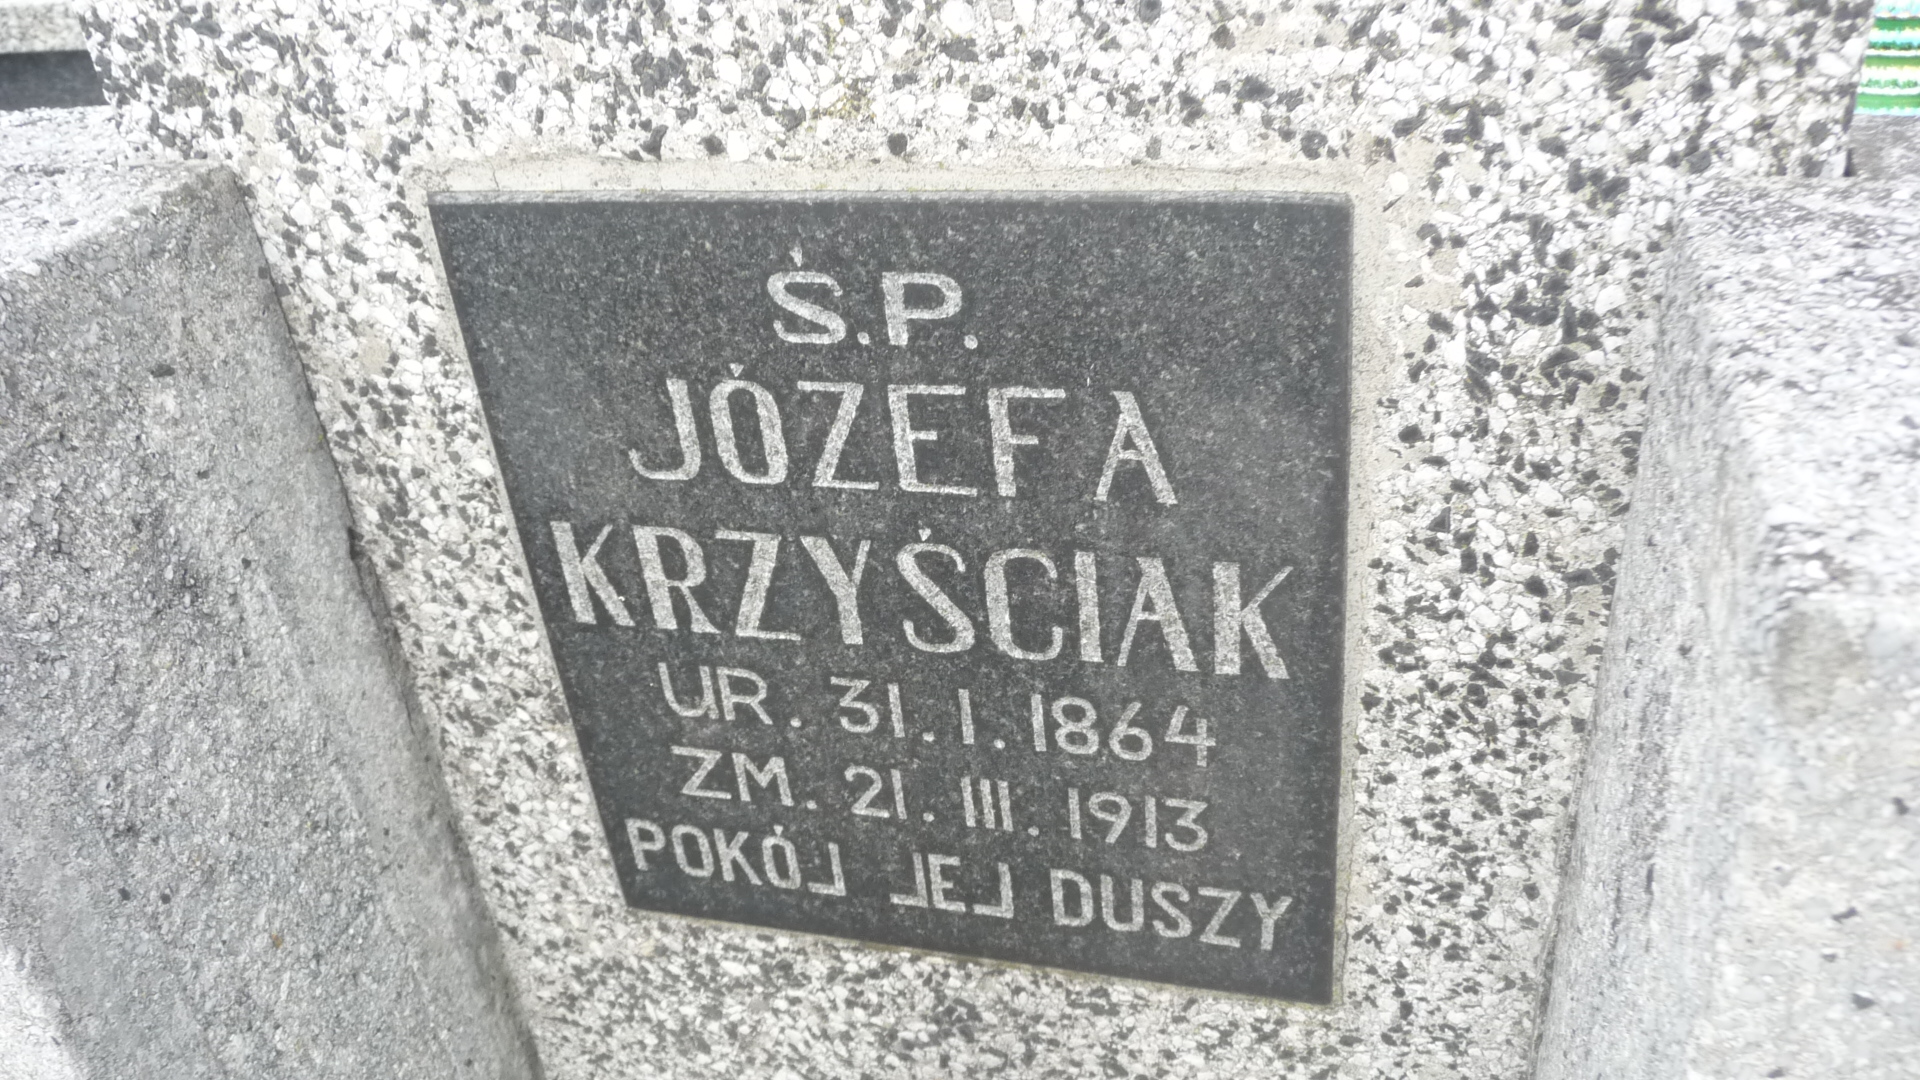 Ś.P.
JÓZEFA
KRZYŚCIAK
UR. 31. I. 1864
ZM. 21. III. 1913
POKÓJ JEJ DUSZY